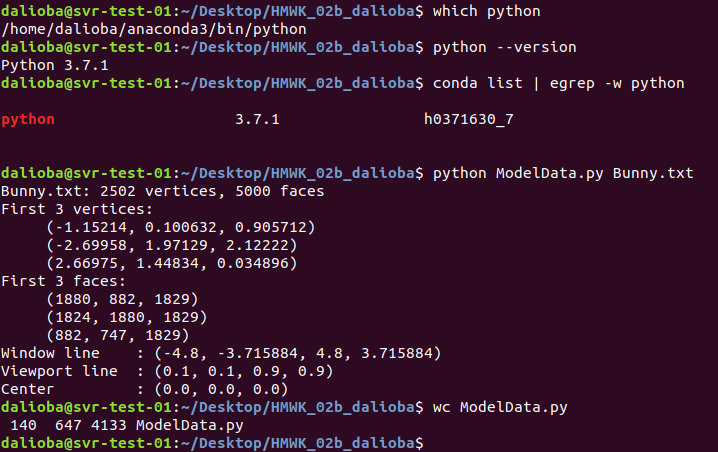 dalioba@svr-test-01:~/Desktop/HMWK_02b_dalioba$ which python
/home/dalioba/anaconda3/bin/python
dalioba@svr-test-01:~/Desktop/HMWK_02b_dalioba$ python --version
Python 3.7.1
dalioba@svr-test-01:~/Desktop/HMWK_02b_dalioba$ conda list | egrep -w python
python                    3.7.1                h0371630_7
dalioba@svr-test-01:~/Desktop/HMWK_02b_dalioba$ python ModelData.py Bunny.txt
Bunny.txt: 2502 vertices, 5000 faces
First 3 vertices:
     (-1.15214, 0.100632, 0.905712)
     (-2.69958, 1.97129, 2.12222)
     (2.66975, 1.44834, 0.034896)
First 3 faces:
     (1880, 882, 1829)
     (1824, 1880, 1829)
     (882, 747, 1829)
Window line    : (-4.8, -3.715884, 4.8, 3.715884)
Viewport line  : (0.1, 0.1, 0.9, 0.9)
Center         : (0.0, 0.0, 0.0)
dalioba@svr-test-01:~/Desktop/HMWK_02b_dalioba$ wc ModelData.py
 140  647 4133 ModelData.py
dalioba@svr-test-01:~/Desktop/HMWK_02b_dalioba$